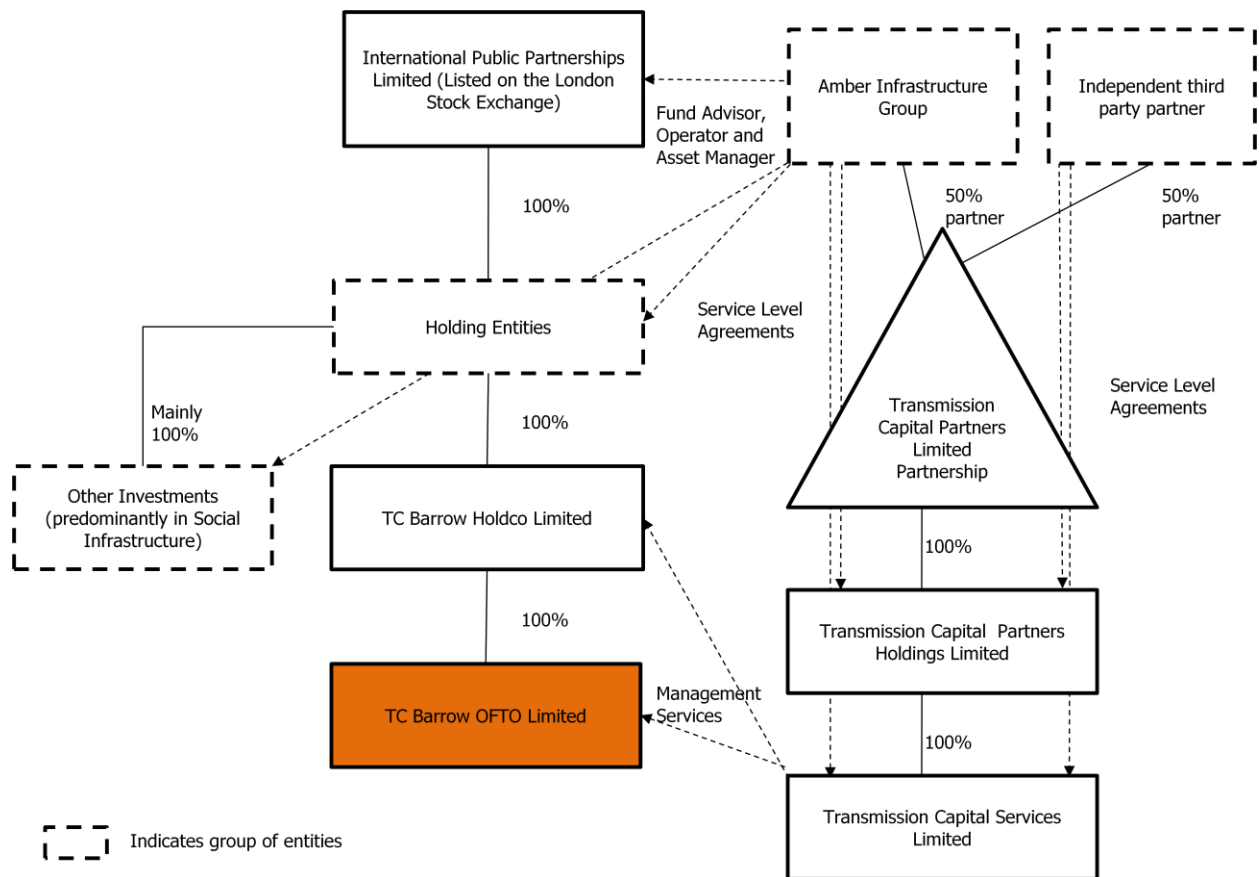 International Public Partnerships
Limited (Listed on the London
Stock Exchange)
Amber Infrastructure
Group
Independent third
party partner
Fund Advisor,
Operator and
Asset Manager
100%
50%
partner
50%
partner
Holding Entities
Service Level
Agreements
Mainly
100%
100%
Service Level
Agreements
Transmission
Capital Partners
Limited
Partnership
Other Investments
(predominantly in Social
Infrastructure)
TC Barrow Holdco Limited
100%
100%
Transmission Capital  Partners
Holdings Limited
TC Barrow OFTO Limited
Management
Services
100%
Transmission Capital Services
Limited
Indicates group of entities